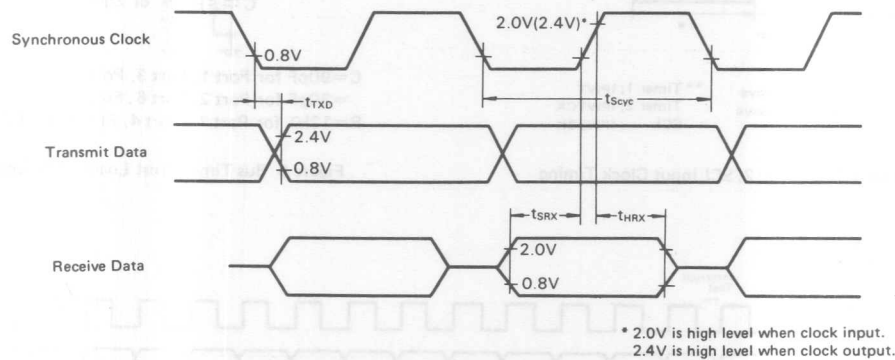 Synchronous Clock
2.0V(2.4V)*
0.8V
tScyc
tTXD
Transmit Data
2.4V
0.8V
tSRX
tHRX
Receive Data
2.0V
0.8V
* 2.0V is high level when clock input.
2.4V is high level when clock output.